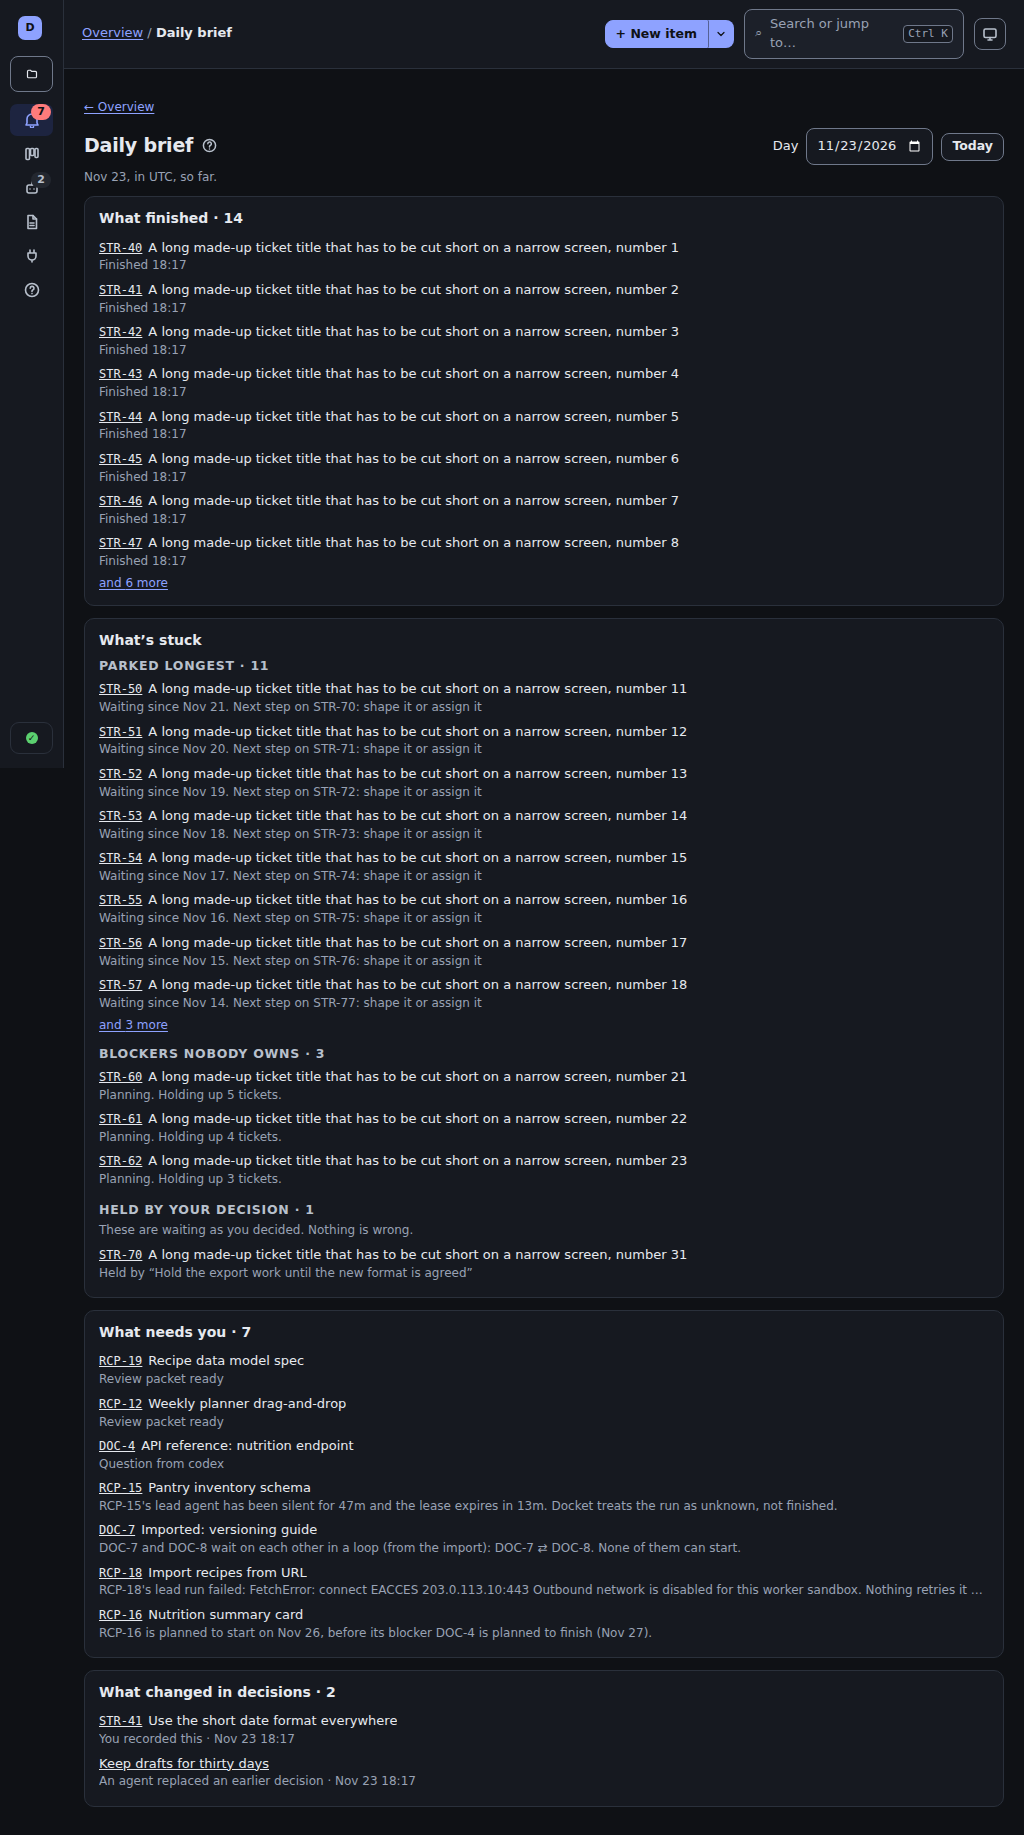 D
Overview / Daily brief
+ New item
Search or jump
to…
Ctrl K
7
2
← Overview
Daily brief
Day 11/23/2026 Today
Nov 23, in UTC, so far.
What finished · 14
STR-40 A long made-up ticket title that has to be cut short on a narrow screen, number 1
Finished 18:17
STR-41 A long made-up ticket title that has to be cut short on a narrow screen, number 2
Finished 18:17
STR-42 A long made-up ticket title that has to be cut short on a narrow screen, number 3
Finished 18:17
STR-43 A long made-up ticket title that has to be cut short on a narrow screen, number 4
Finished 18:17
STR-44 A long made-up ticket title that has to be cut short on a narrow screen, number 5
Finished 18:17
STR-45 A long made-up ticket title that has to be cut short on a narrow screen, number 6
Finished 18:17
STR-46 A long made-up ticket title that has to be cut short on a narrow screen, number 7
Finished 18:17
STR-47 A long made-up ticket title that has to be cut short on a narrow screen, number 8
Finished 18:17
and 6 more
What’s stuck
PARKED LONGEST · 11
STR-50 A long made-up ticket title that has to be cut short on a narrow screen, number 11
Waiting since Nov 21. Next step on STR-70: shape it or assign it
STR-51 A long made-up ticket title that has to be cut short on a narrow screen, number 12
Waiting since Nov 20. Next step on STR-71: shape it or assign it
STR-52 A long made-up ticket title that has to be cut short on a narrow screen, number 13
Waiting since Nov 19. Next step on STR-72: shape it or assign it
STR-53 A long made-up ticket title that has to be cut short on a narrow screen, number 14
Waiting since Nov 18. Next step on STR-73: shape it or assign it
STR-54 A long made-up ticket title that has to be cut short on a narrow screen, number 15
Waiting since Nov 17. Next step on STR-74: shape it or assign it
STR-55 A long made-up ticket title that has to be cut short on a narrow screen, number 16
Waiting since Nov 16. Next step on STR-75: shape it or assign it
STR-56 A long made-up ticket title that has to be cut short on a narrow screen, number 17
Waiting since Nov 15. Next step on STR-76: shape it or assign it
STR-57 A long made-up ticket title that has to be cut short on a narrow screen, number 18
Waiting since Nov 14. Next step on STR-77: shape it or assign it
and 3 more
BLOCKERS NOBODY OWNS · 3
STR-60 A long made-up ticket title that has to be cut short on a narrow screen, number 21
Planning. Holding up 5 tickets.
STR-61 A long made-up ticket title that has to be cut short on a narrow screen, number 22
Planning. Holding up 4 tickets.
STR-62 A long made-up ticket title that has to be cut short on a narrow screen, number 23
Planning. Holding up 3 tickets.
HELD BY YOUR DECISION · 1
These are waiting as you decided. Nothing is wrong.
STR-70 A long made-up ticket title that has to be cut short on a narrow screen, number 31
Held by “Hold the export work until the new format is agreed”
What needs you · 7
RCP-19 Recipe data model spec
Review packet ready
RCP-12 Weekly planner drag-and-drop
Review packet ready
DOC-4 API reference: nutrition endpoint
Question from codex
RCP-15 Pantry inventory schema
RCP-15's lead agent has been silent for 47m and the lease expires in 13m. Docket treats the run as unknown, not finished.
DOC-7 Imported: versioning guide
DOC-7 and DOC-8 wait on each other in a loop (from the import): DOC-7 ⇄ DOC-8. None of them can start.
RCP-18 Import recipes from URL
RCP-18's lead run failed: FetchError: connect EACCES 203.0.113.10:443 Outbound network is disabled for this worker sandbox. Nothing retries it …
RCP-16 Nutrition summary card
RCP-16 is planned to start on Nov 26, before its blocker DOC-4 is planned to finish (Nov 27).
What changed in decisions · 2
STR-41 Use the short date format everywhere
You recorded this · Nov 23 18:17
Keep drafts for thirty days
An agent replaced an earlier decision · Nov 23 18:17